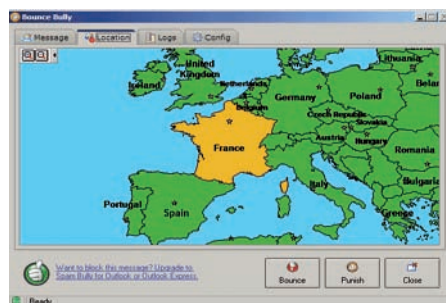 Bounce Bully
Message
Location
Logs
Config
United
Kingdom
Ireland
Netherlands
Belgium
Germany
Poland
Lithuania
Belar
Czech Republic
Slovakia
Austria
Hungary
France
Romania
Bulgaria
Italy
Portugal
Spain
Greece
Want to block this message? Upgrade to
Spam Bully for Outlook or Outlook Express.
Bounce
Punish
Close
Ready